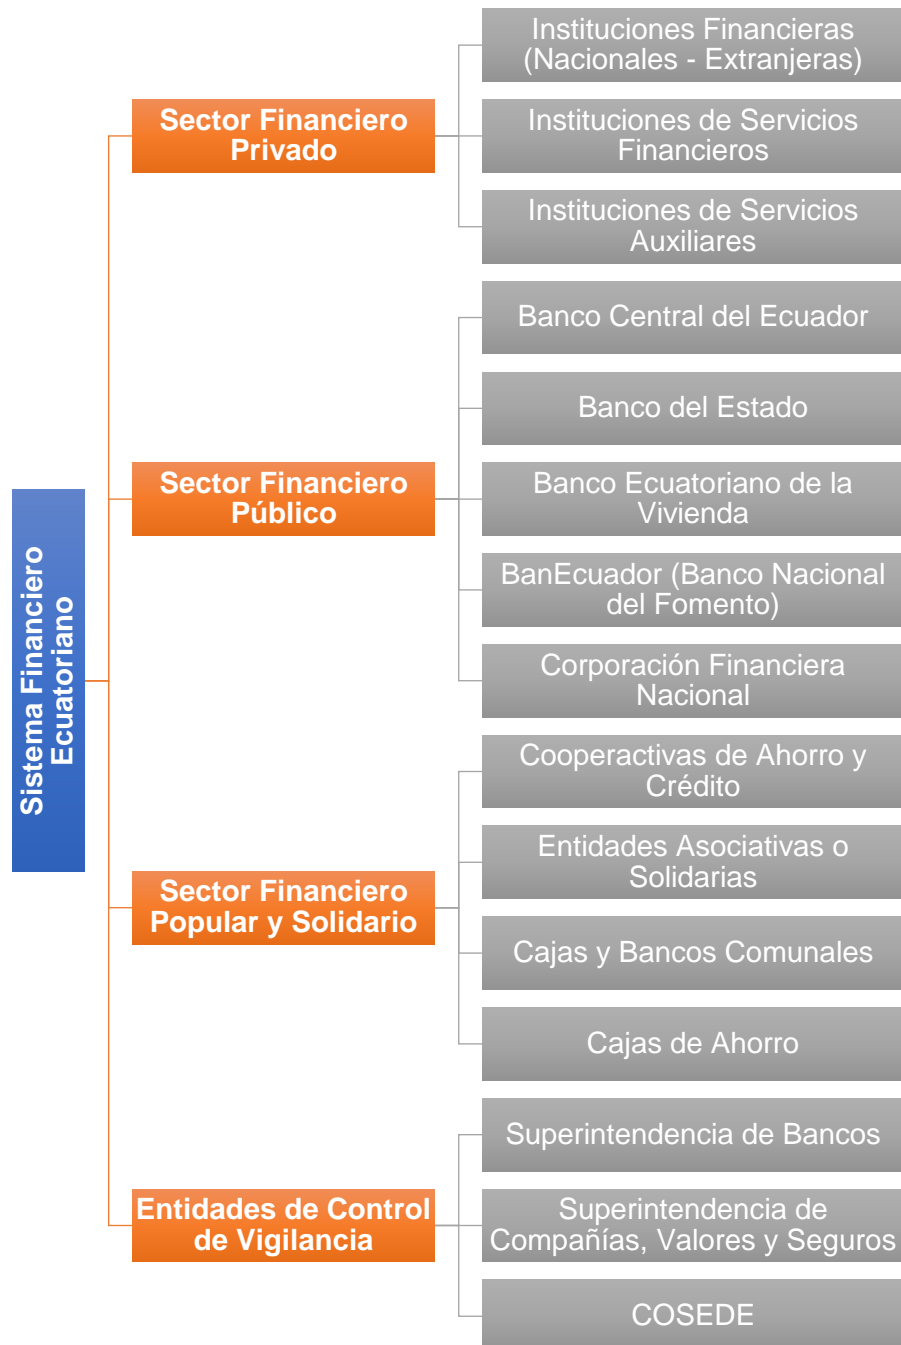 Sistema Financiero
Ecuatoriano
Sector Financiero
Privado
Instituciones Financieras
(Nacionales - Extranjeras)
Instituciones de Servicios
Financieros
Instituciones de Servicios
Auxiliares
Sector Financiero
Público
Banco Central del Ecuador
Banco del Estado
Banco Ecuatoriano de la
Vivienda
BanEcuador (Banco Nacional
del Fomento)
Corporación Financiera
Nacional
Sector Financiero
Popular y Solidario
Cooperactivas de Ahorro y
Crédito
Entidades Asociativas o
Solidarias
Cajas y Bancos Comunales
Cajas de Ahorro
Entidades de Control
de Vigilancia
Superintendencia de Bancos
Superintendencia de
Compañías, Valores y Seguros
COSEDE